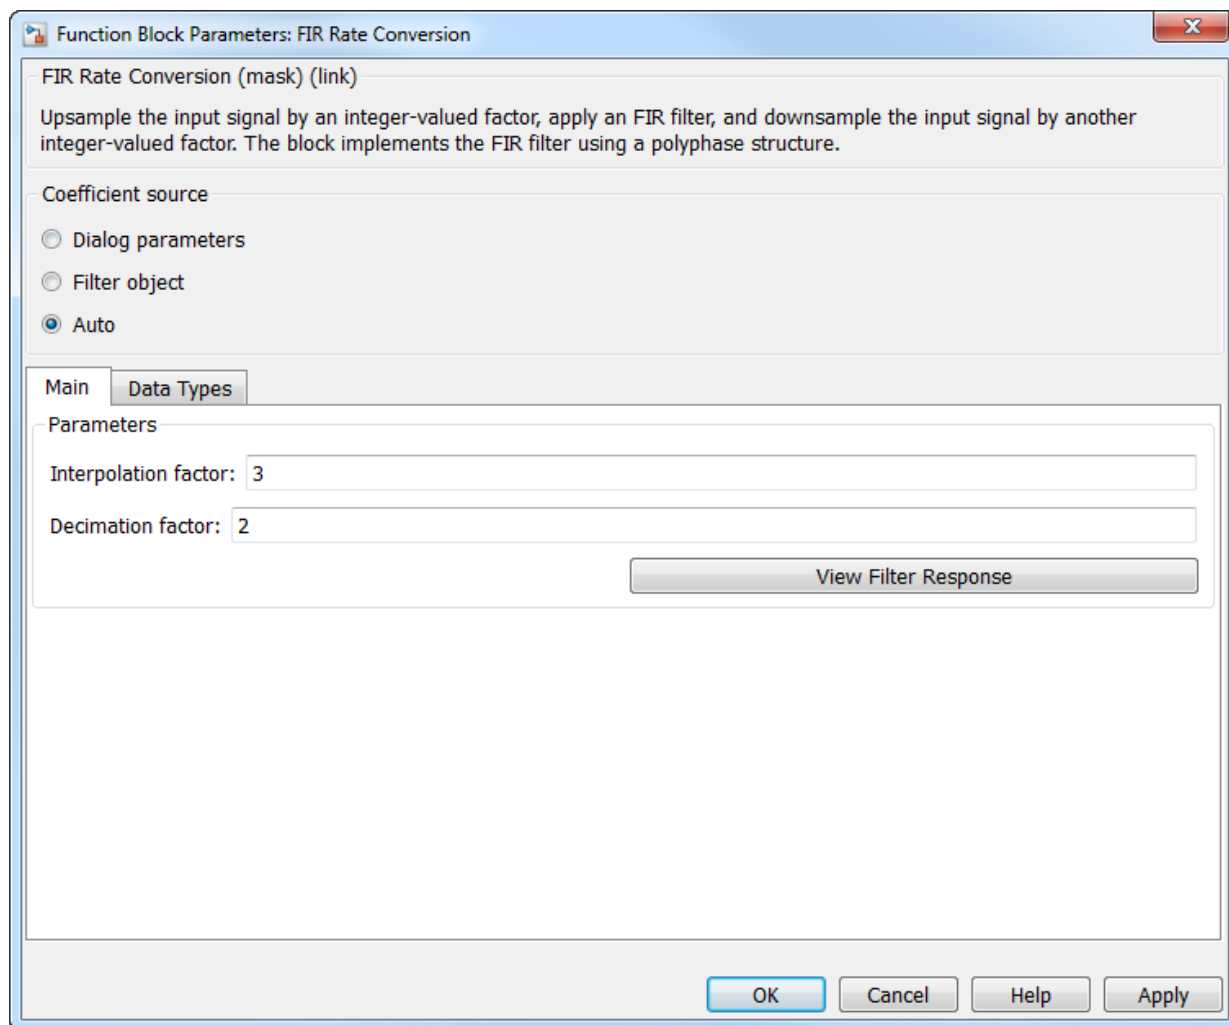 Function Block Parameters: FIR Rate Conversion
FIR Rate Conversion (mask) (link)
Upsample the input signal by an integer-valued factor, apply an FIR filter, and downsample the input signal by another
integer-valued factor. The block implements the FIR filter using a polyphase structure.
Coefficient source
Dialog parameters
Filter object
Auto
Main Data Types
Parameters
Interpolation factor: 3
Decimation factor: 2
View Filter Response
OK Cancel Help Apply